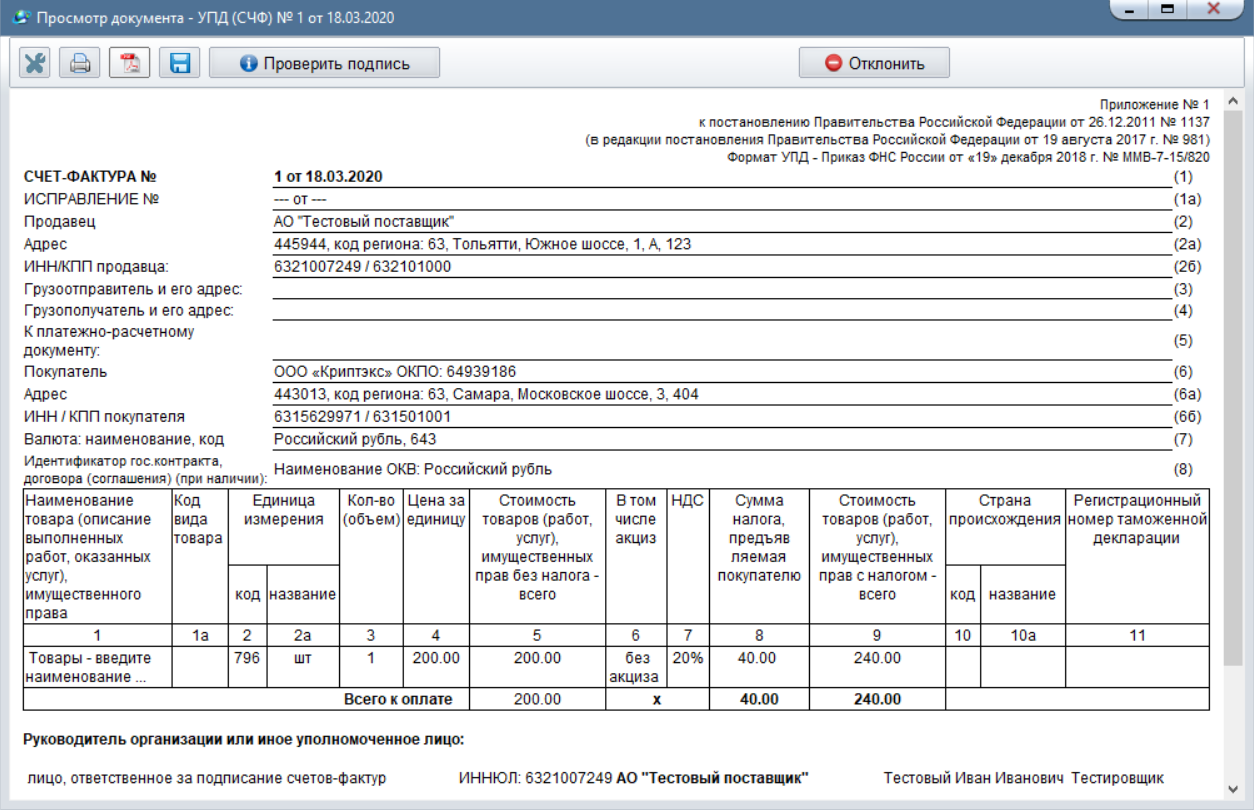 Просмотр документа - УПД (СЧФ) № 1 от 18.03.2020
Проверить подпись
Отклонить
Приложение № 1
к постановлению Правительства Российской Федерации от 26.12.2011 № 1137
(в редакции постановления Правительства Российской Федерации от 19 августа 2017 г. № 981)
Формат УПД - Приказ ФНС России от «19» декабря 2018 г. № ММВ-7-15/820
СЧЕТ-ФАКТУРА № 1 от 18.03.2020 (1)
ИСПРАВЛЕНИЕ № --- от --- (1а)
Продавец АО "Тестовый поставщик" (2)
Адрес 445944, код региона: 63, Тольятти, Южное шоссе, 1, А, 123 (2а)
ИНН/КПП продавца: 6321007249 / 632101000 (2б)
Грузоотправитель и его адрес: (3)
Грузополучатель и его адрес: (4)
К платежно-расчетному
документу: (5)
Покупатель ООО «Криптэкс» ОКПО: 64939186 (6)
Адрес 443013, код региона: 63, Самара, Московское шоссе, 3, 404 (6а)
ИНН / КПП покупателя 6315629971 / 631501001 (6б)
Валюта: наименование, код Российский рубль, 643 (7)
Идентификатор гос.контракта,
договора (соглашения) (при наличии): Наименование ОКВ: Российский рубль (8)
Наименование
товара (описание
выполненных
работ, оказанных
услуг),
имущественного
права
Код
вида
товара
Единица
измерения
код название
Кол-во
(объем)
Цена за
единицу
Стоимость
товаров (работ,
услуг),
имущественных
прав без налога -
всего
В том
числе
акциз
НДС
Сумма
налога,
предъяв
ляемая
покупателю
Стоимость
товаров (работ,
услуг),
имущественных
прав с налогом -
всего
Страна
происхождения
код название
Регистрационный
номер таможенной
декларации
1 1а 2 2а 3 4 5 6 7 8 9 10 10а 11
Товары - введите
наименование ...
796 шт 1 200.00 200.00
без
акциза
20% 40.00 240.00
Всего к оплате 200.00 х 40.00 240.00
Руководитель организации или иное уполномоченное лицо:
лицо, ответственное за подписание счетов-фактур ИННЮЛ: 6321007249 АО "Тестовый поставщик" Тестовый Иван Иванович Тестировщик